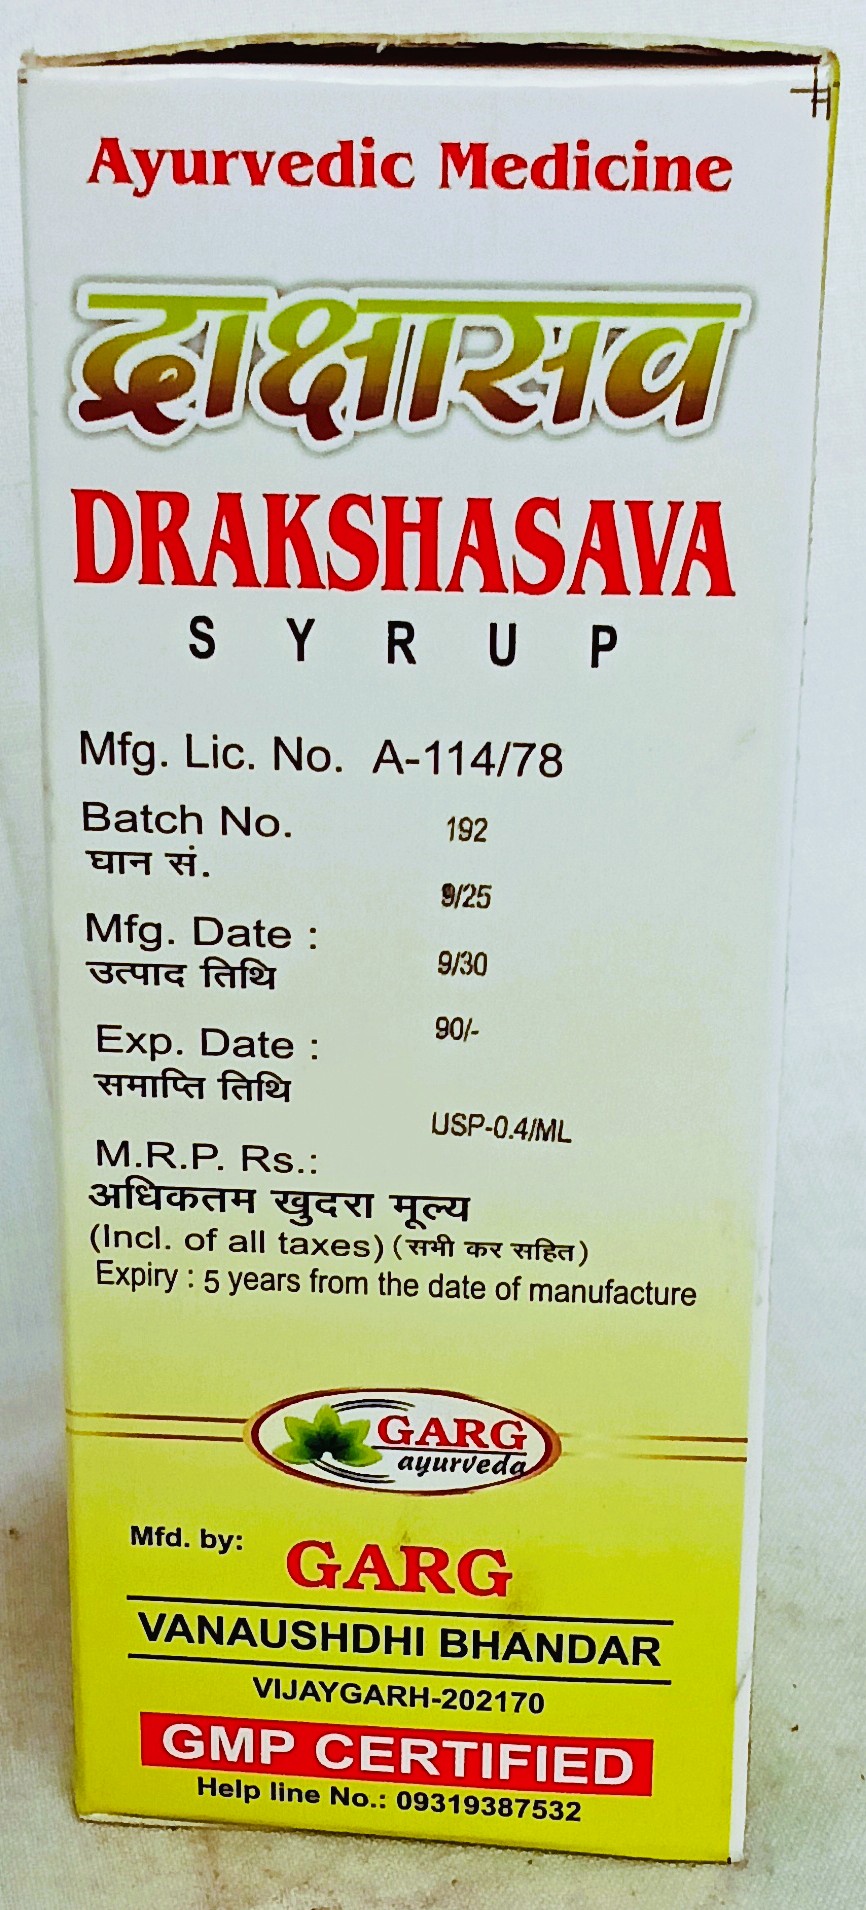 Ayurvedic Medicine
द्राक्षासव
DRAKSHASAVA
SYRUP
Mfg. Lic. No. A-114/78
Batch No. 192
घान सं.
9/25
Mfg. Date :
उत्पाद तिथि
9/30
Exp. Date :
90/-
समाप्ति तिथि
USP-0.4/ML
M.R.P. Rs.:
अधिकतम खुदरा मूल्य
(Incl. of all taxes) (सभी कर सहित)
Expiry : 5 years from the date of manufacture
GARG
ayurveda
Mfd. by: GARG
VANAUSHDHI BHANDAR
VIJAYGARH-202170
GMP CERTIFIED
Help line No.: 09319387532